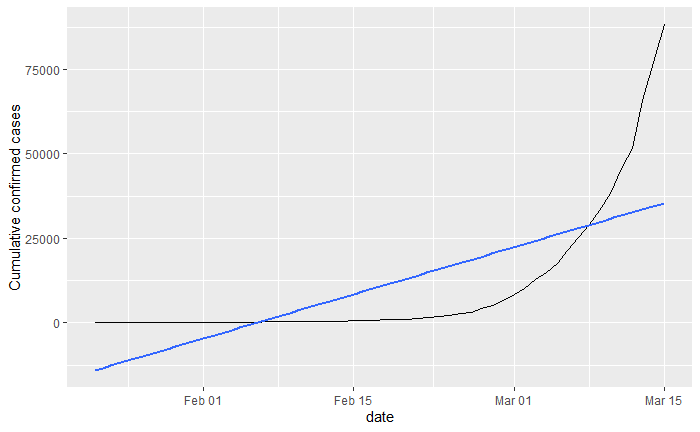 Cumulative confirmed cases
75000
50000
25000
0
Feb 01
Feb 15
Mar 01
Mar 15
date